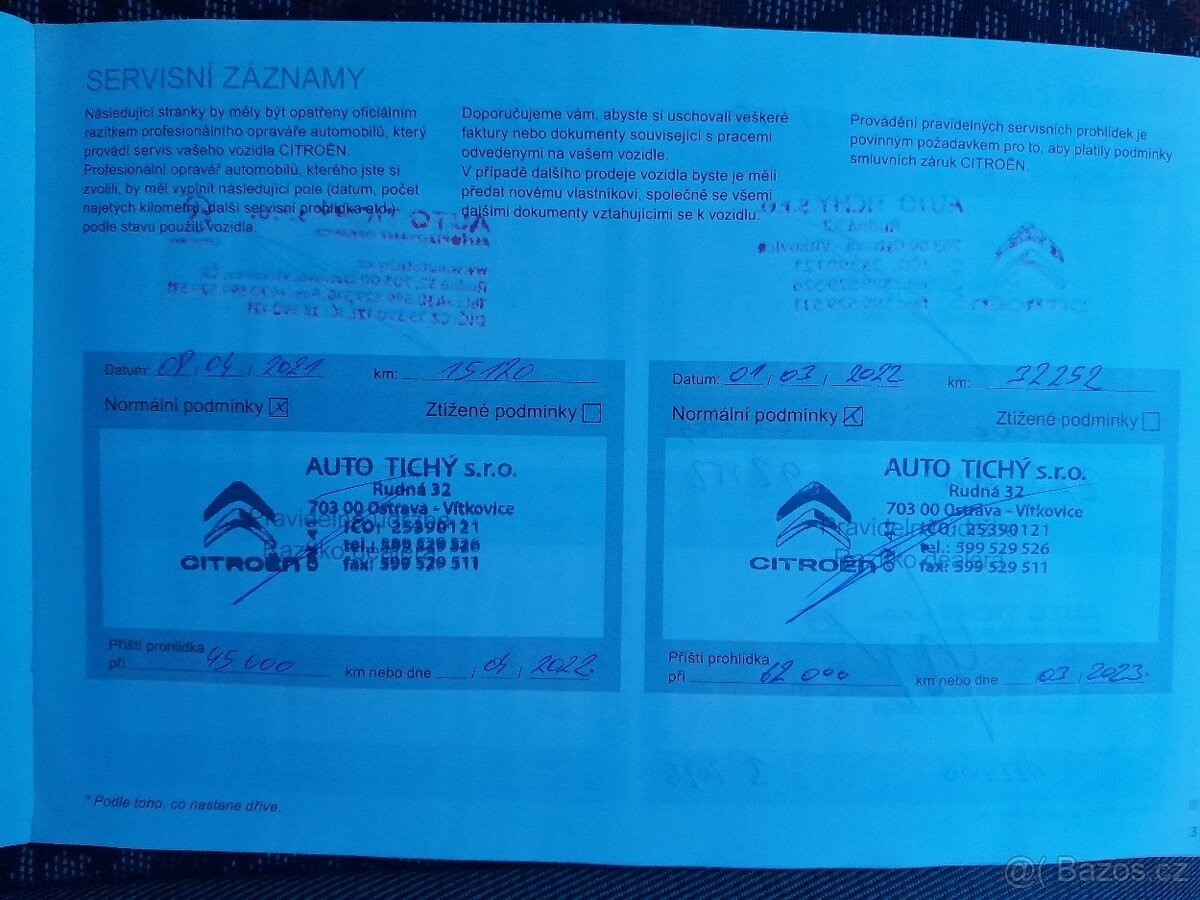 SERVISNÍ ZÁZNAMY
Následující stránky by měly být opatřeny oficiálním
razítkem profesionálního opraváře automobilů, který
provádí servis vašeho vozidla CITROËN.
Profesionální opravář automobilů, kterého jste si
zvolili, by měl vyplnit následující pole (datum, počet
najetých kilometrů, další servisní prohlídka atd.)
podle stavu použití vozidla.
Doporučujeme vám, abyste si uschovali veškeré
faktury nebo dokumenty související s pracemi
odvedenými na vašem vozidle.
V případě dalšího prodeje vozidla byste je měli
předat novému vlastníkovi, společně se všemi
dalšími dokumenty vztahujícími se k vozidlu.
Provádění pravidelných servisních prohlídek je
povinným požadavkem pro to, aby platily podmínky
smluvních záruk CITROËN.
Datum: 08 / 04 / 2021 km: 15180
Normální podmínky Ztížené podmínky
AUTO TICHÝ s.r.o.
Rudná 32
703 00 Ostrava - Vítkovice
IČO: 25390121
tel.: 599 529 526
fax: 599 529 511
CITROËN
Příští prohlídka
při 45 000 km nebo dne / 04 / 2022
Datum: 01 / 03 / 2022 km: 32252
Normální podmínky Ztížené podmínky
AUTO TICHÝ s.r.o.
Rudná 32
703 00 Ostrava - Vítkovice
IČO: 25390121
tel.: 599 529 526
fax: 599 529 511
CITROËN
Příští prohlídka
při 62 000 km nebo dne / 03 / 2023
* Podle toho, co nastane dříve.
3
@( Bazos.cz